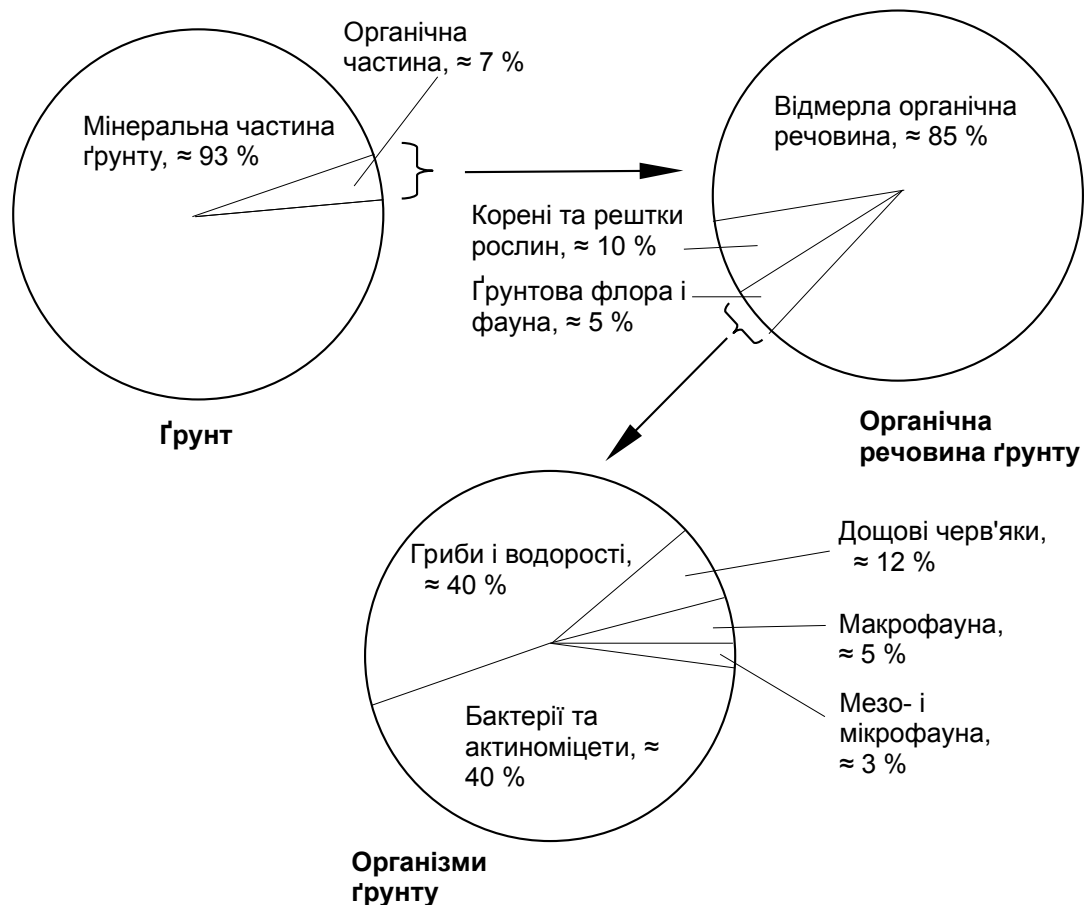 Органічна
частина, ≈ 7 %
Мінеральна частина
ґрунту, ≈ 93 %
Ґрунт
Відмерла органічна
речовина, ≈ 85 %
Корені та рештки
рослин, ≈ 10 %
Ґрунтова флора і
фауна, ≈ 5 %
Органічна
речовина ґрунту
Гриби і водорості,
≈ 40 %
Дощові черв'яки,
≈ 12 %
Макрофауна,
≈ 5 %
Мезо- і
мікрофауна,
≈ 3 %
Бактерії та
актиноміцети, ≈
40 %
Організми
ґрунту